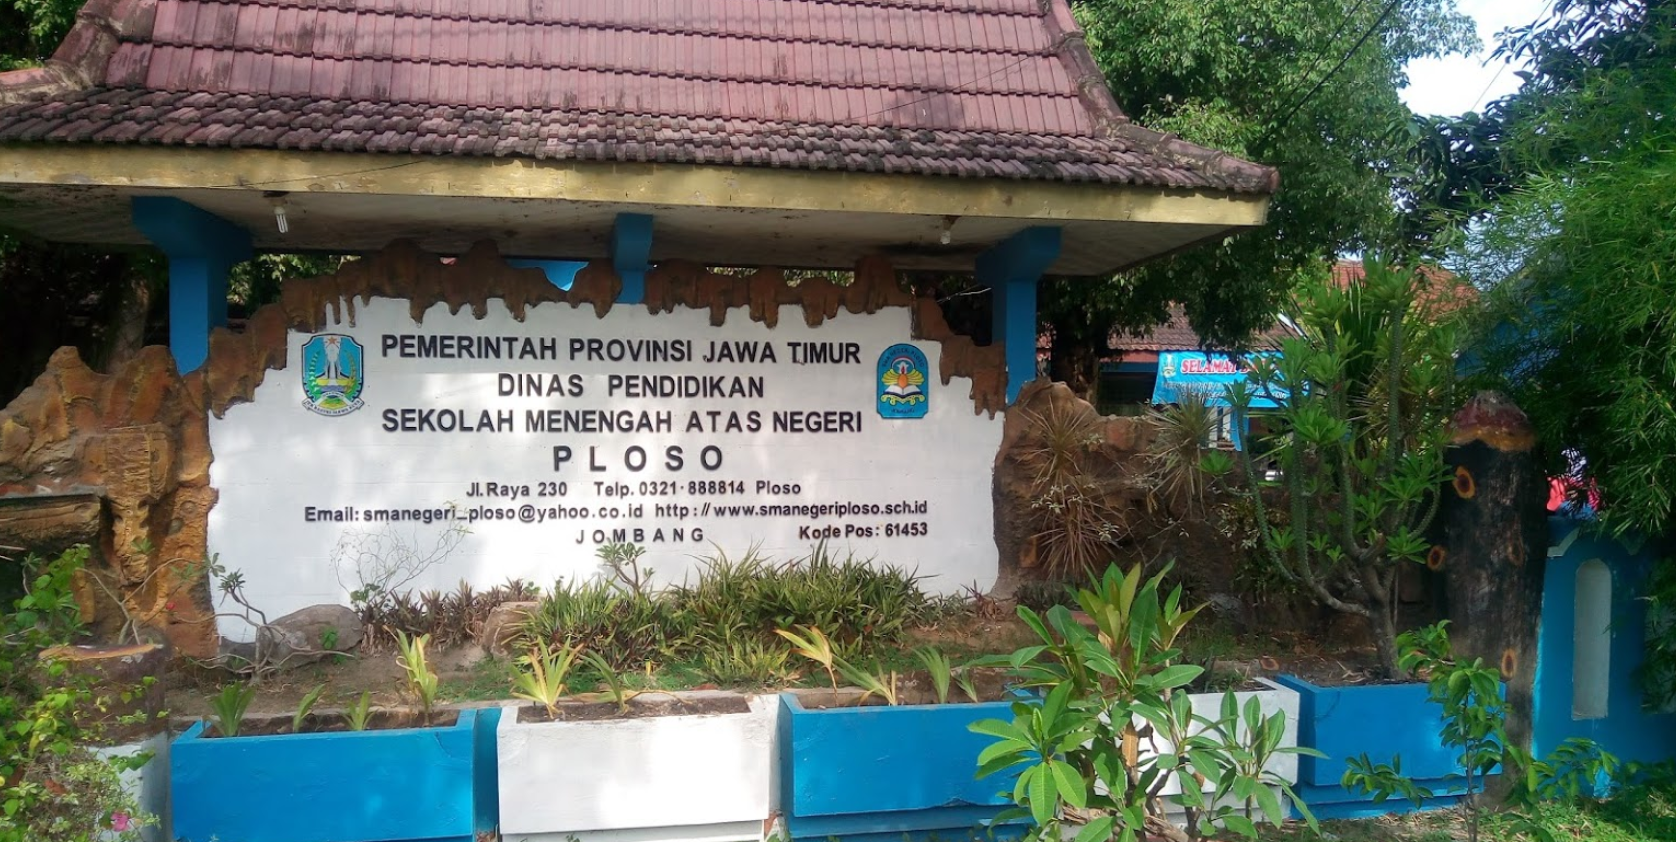 PEMERINTAH PROVINSI JAWA TIMUR
DINAS PENDIDIKAN
SEKOLAH MENENGAH ATAS NEGERI
PLOSO
Jl.Raya 230 Telp. 0321-888814 Ploso
Email: smanegeri_ploso@yahoo.co.id http://www.smanegeriploso.sch.id
JOMBANG Kode Pos: 61453
SELAMAT